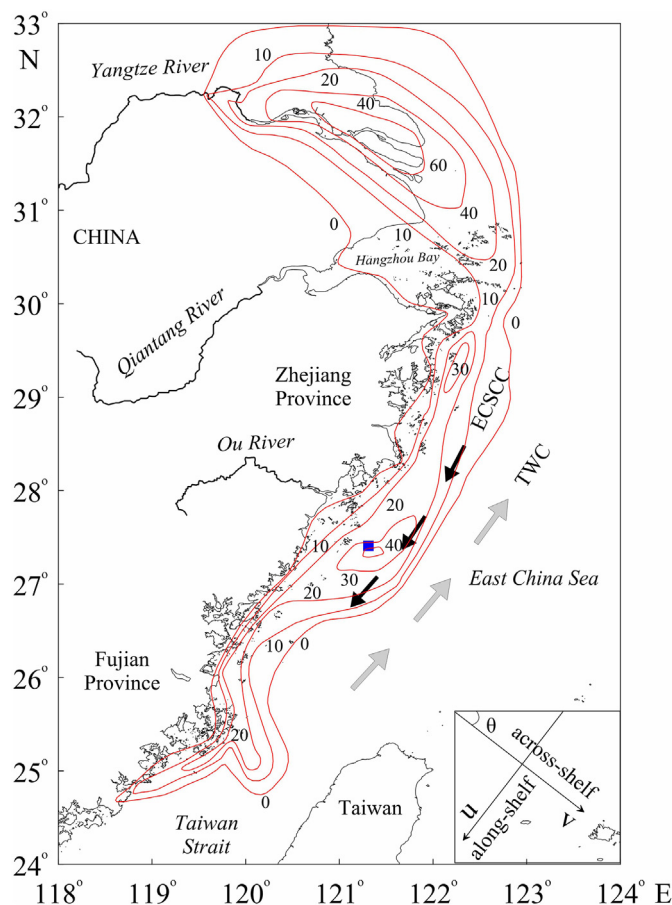 33°
N
32°
31°
30°
29°
28°
27°
26°
25°
24°
118°
119°
120°
121°
122°
123°
124°
E
Yangtze River
10
20
40
60
40
CHINA
0
10
Hangzhou Bay
20
10
0
Qiantang River
Zhejiang
Province
30
ECSCC
Ou River
TWC
20
10
40
30
20
East China Sea
10
0
Fujian
Province
20
0
Taiwan
Strait
Taiwan
θ
across-shelf
along-shelf
u
v